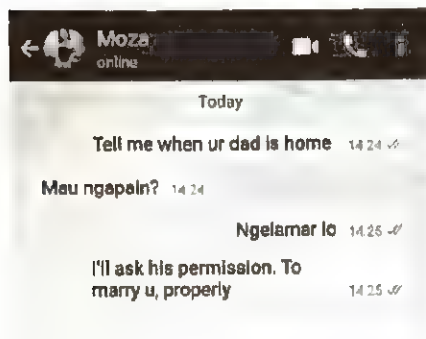 Moza
online
Today
Tell me when ur dad is home 14:24
Mau ngapain? 14:24
Ngelamar lo 14:25
I'll ask his permission. To
marry u, properly 14:25